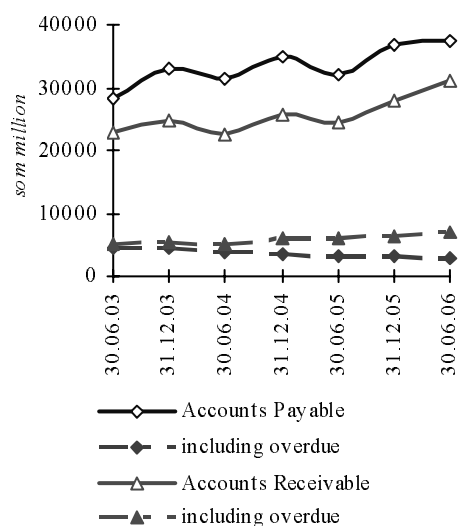 40000
30000
20000
10000
0
som million
30.06.03
31.12.03
30.06.04
31.12.04
30.06.05
31.12.05
30.06.06
Accounts Payable
including overdue
Accounts Receivable
including overdue